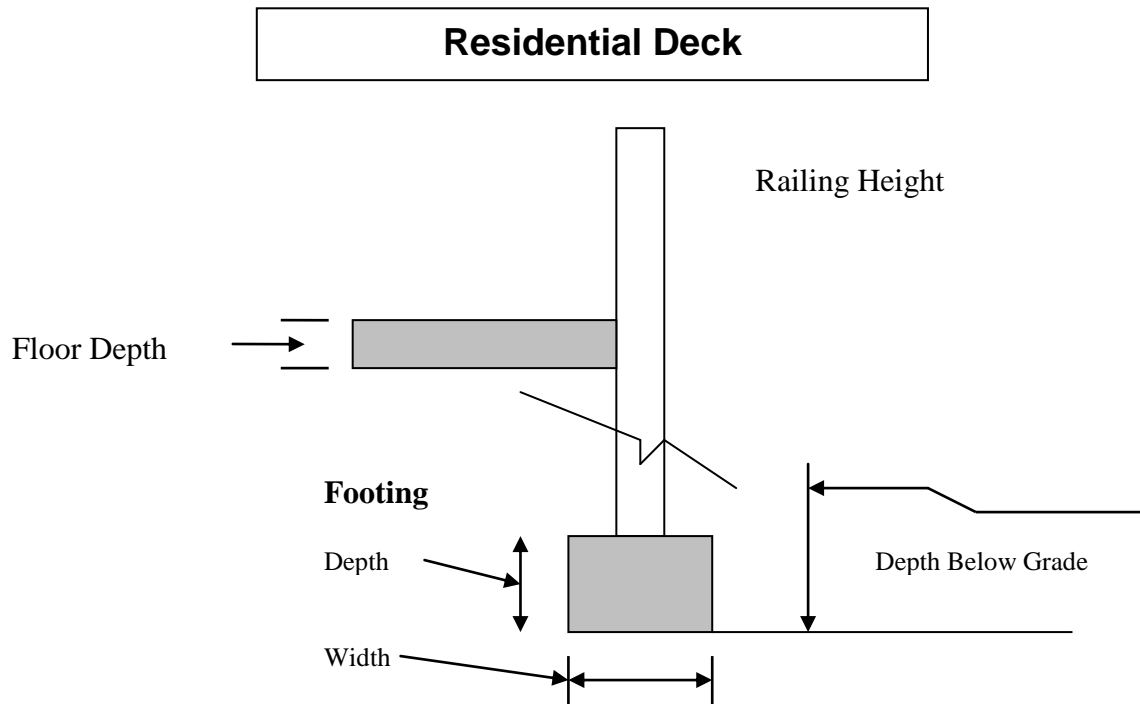 Residential Deck
Railing Height
Floor Depth
Footing
Depth
Depth Below Grade
Width